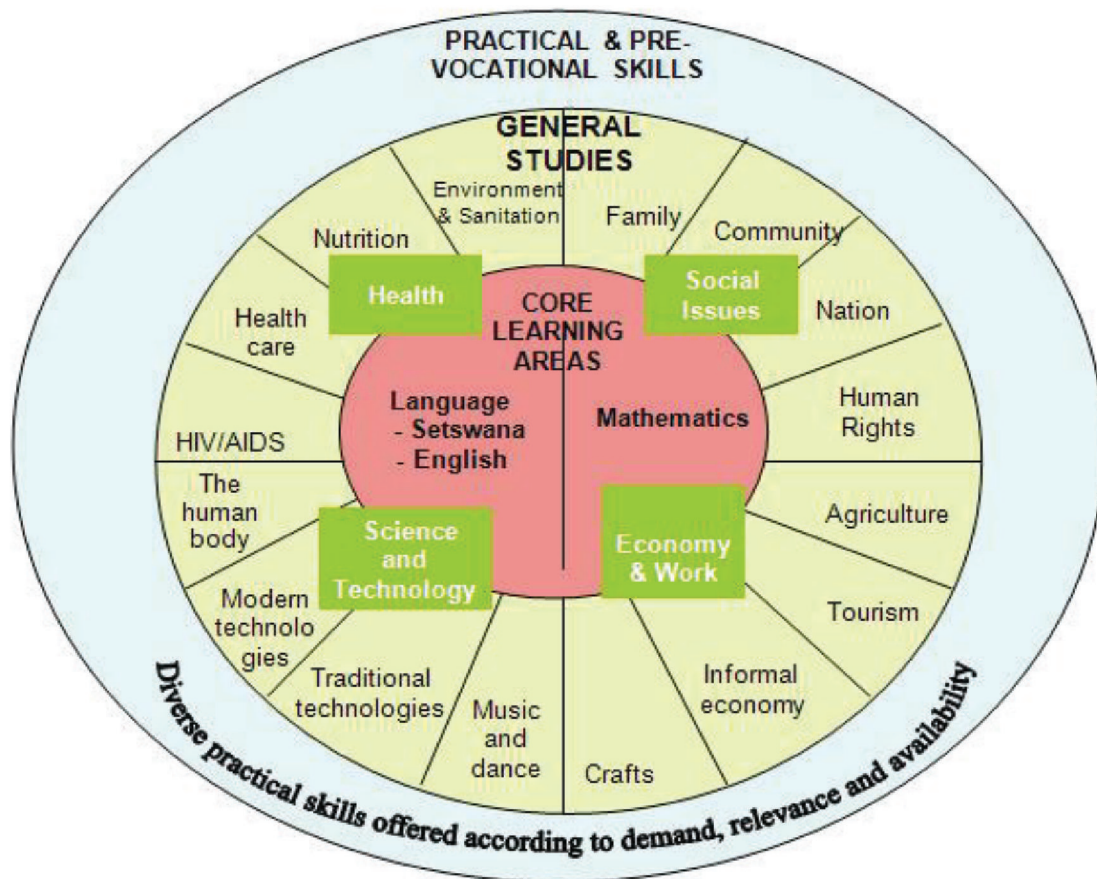 PRACTICAL & PRE-
VOCATIONAL SKILLS
GENERAL
STUDIES
Environment
& Sanitation
Family
Community
Nation
Human
Rights
Agriculture
Tourism
Informal
economy
Crafts
Music
and
dance
Traditional
technologies
Modern
technolo
gies
The
human
body
HIV/AIDS
Health
care
Nutrition
Health
Social
Issues
Science
and
Technology
Economy
& Work
CORE
LEARNING
AREAS
Language
- Setswana
- English
Mathematics
Diverse practical skills offered according to demand, relevance and availability